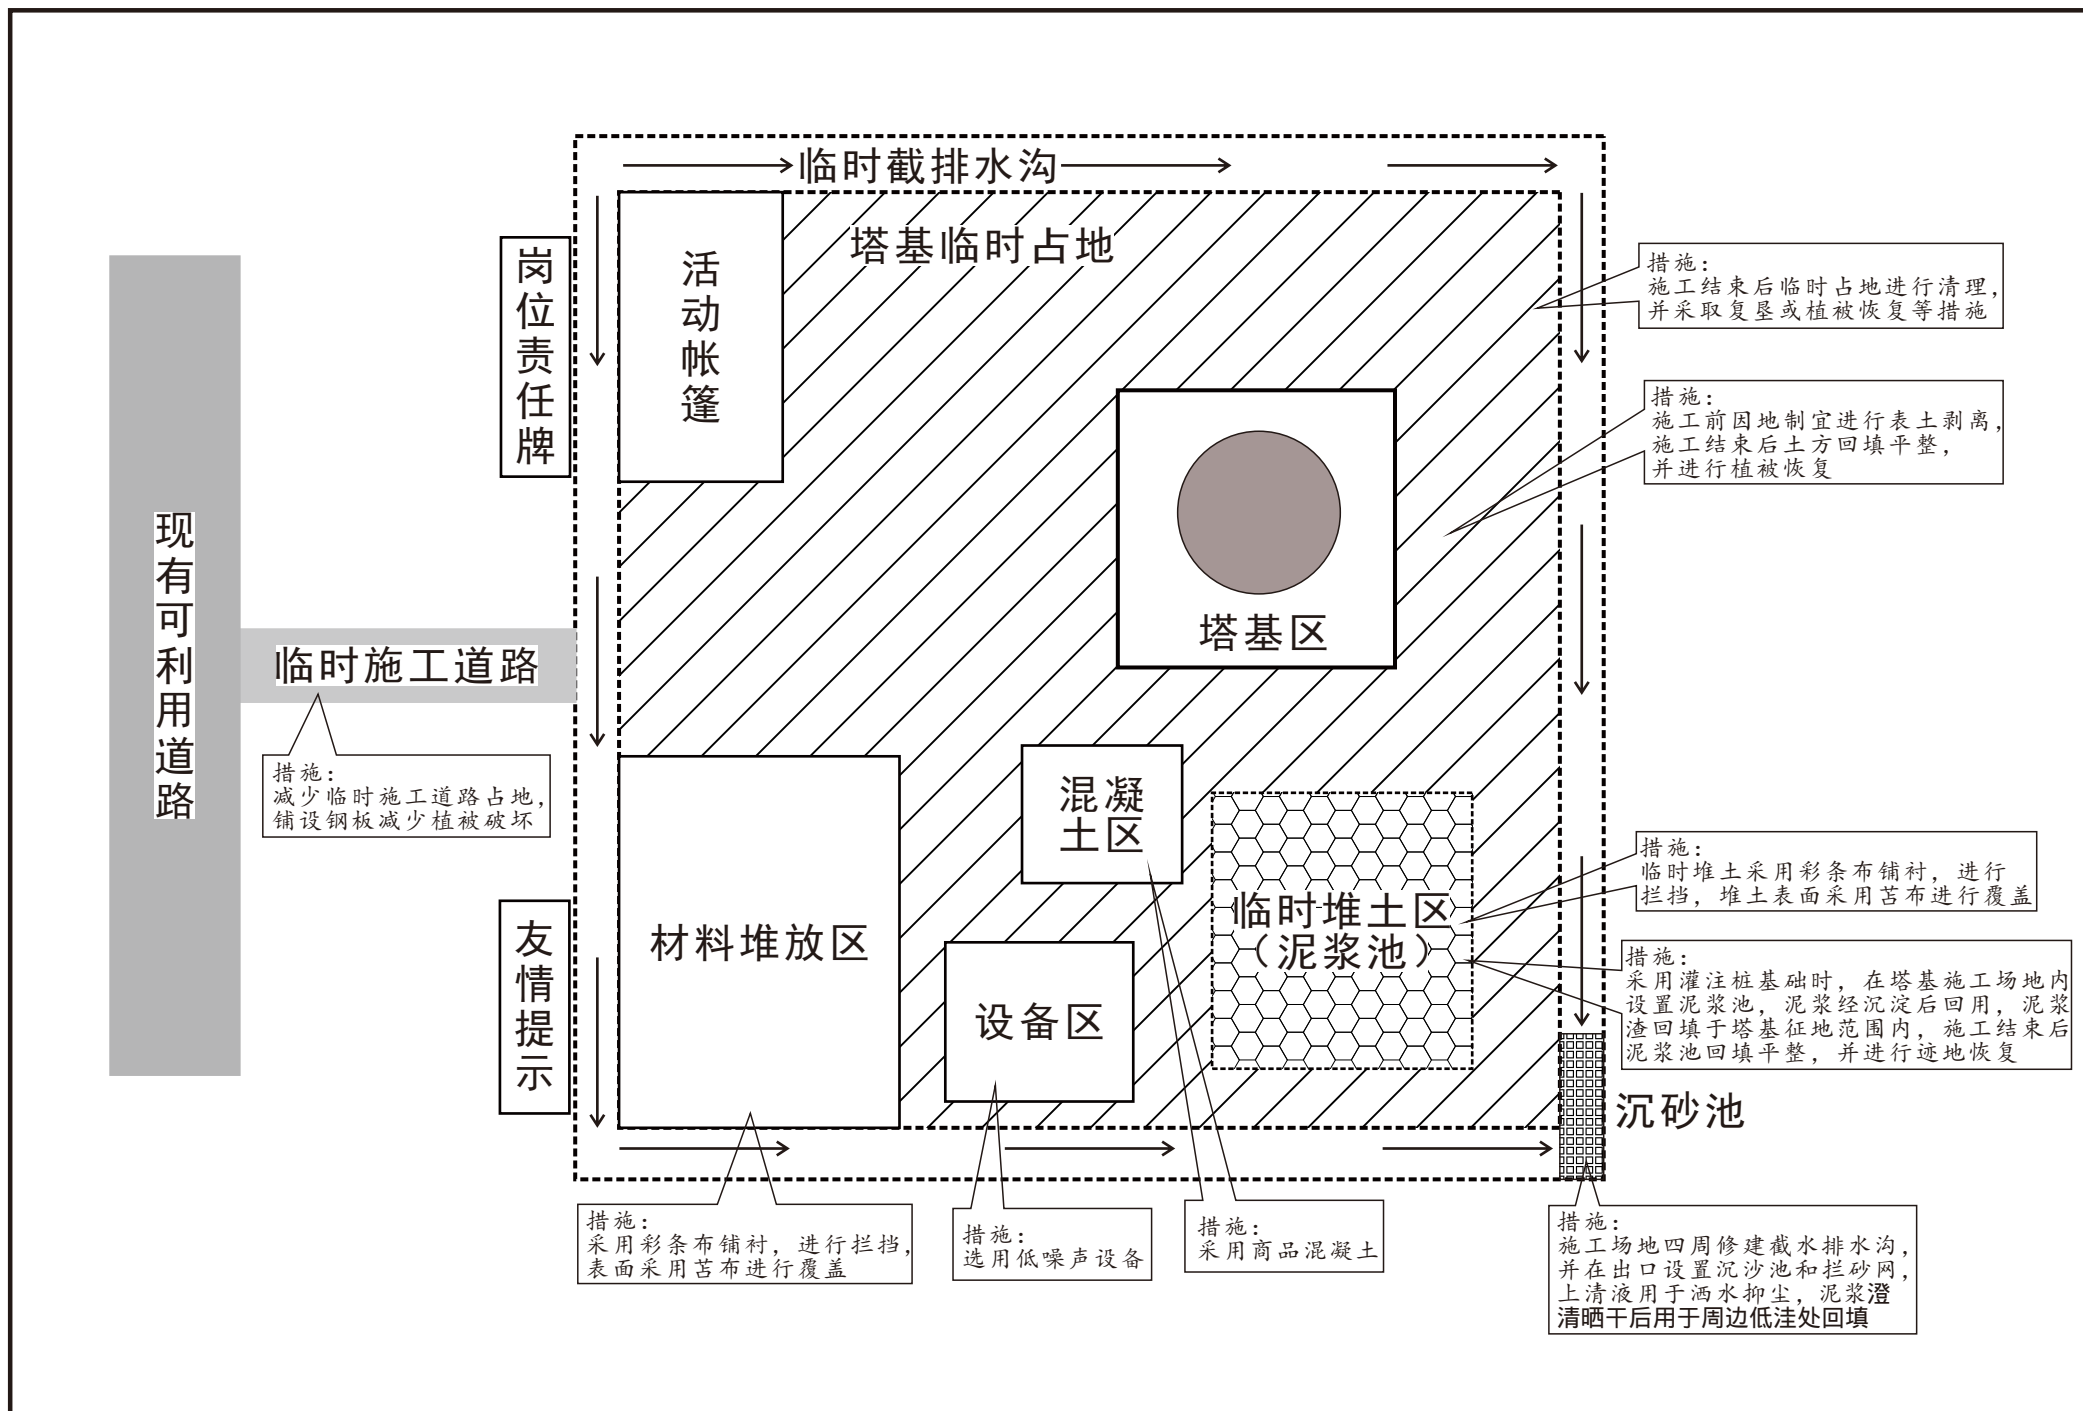 临时截排水沟
塔基临时占地
岗位责任牌
活动帐篷
措施：
施工结束后临时占地进行清理，
并采取复垦或植被恢复等措施
措施：
施工前因地制宜进行表土剥离，
施工结束后土方回填平整，
并进行植被恢复
现有可利用道路
塔基区
临时施工道路
措施：
减少临时施工道路占地，
铺设钢板减少植被破坏
混凝
土区
措施：
临时堆土采用彩条布铺衬，进行
拦挡，堆土表面采用苫布进行覆盖
友情提示
材料堆放区
临时堆土区
（泥浆池）
设备区
措施：
采用灌注桩基础时，在塔基施工场地内
设置泥浆池，泥浆经沉淀后回用，泥浆
渣回填于塔基征地范围内，施工结束后
泥浆池回填平整，并进行迹地恢复
沉砂池
措施：
采用彩条布铺衬，进行拦挡，
表面采用苫布进行覆盖
措施：
选用低噪声设备
措施：
采用商品混凝土
措施：
施工场地四周修建截水排水沟，
并在出口设置沉沙池和拦砂网，
上清液用于洒水抑尘，泥浆澄
清晒干后用于周边低洼处回填